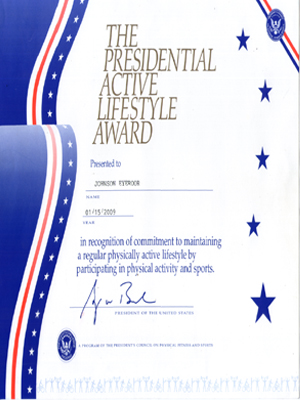 THE
PRESIDENTIAL
ACTIVE
LIFESTYLE
AWARD
Presented to
JOHNSON
NAME
01/15/2009
YEAR
in recognition of commitment to maintaining
a regular physically active lifestyle by
participating in physical activity and sports.
PRESIDENT OF THE UNITED STATES
A PROGRAM OF THE PRESIDENT'S COUNCIL ON PHYSICAL FITNESS AND SPORTS